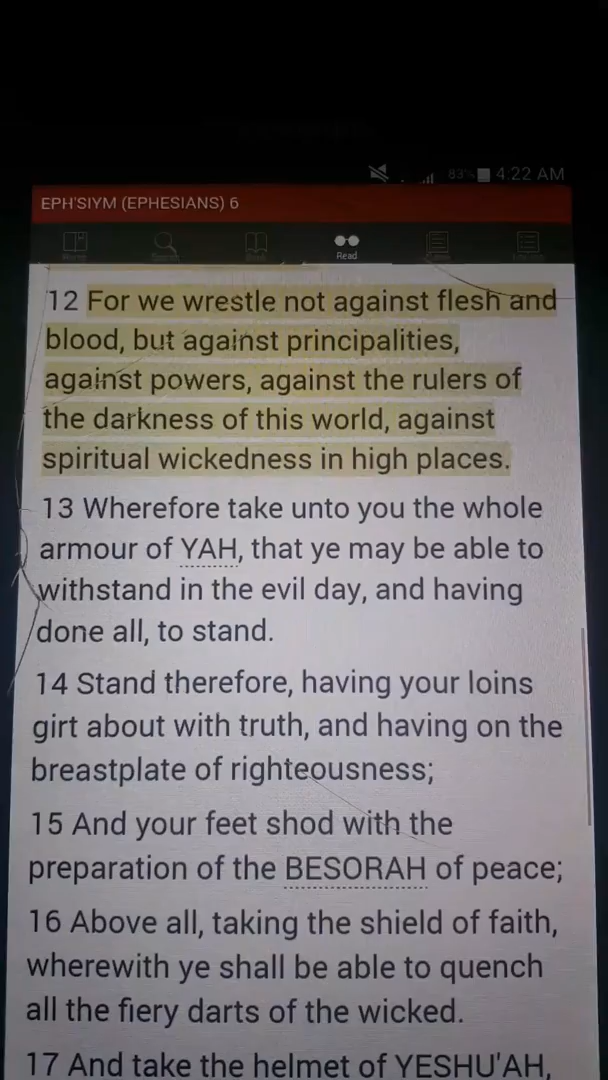 83% 4:22 AM
EPH'SIYM (EPHESIANS) 6
Read
12 For we wrestle not against flesh and
blood, but against principalities,
against powers, against the rulers of
the darkness of this world, against
spiritual wickedness in high places.
13 Wherefore take unto you the whole
armour of YAH, that ye may be able to
withstand in the evil day, and having
done all, to stand.
14 Stand therefore, having your loins
girt about with truth, and having on the
breastplate of righteousness;
15 And your feet shod with the
preparation of the BESORAH of peace;
16 Above all, taking the shield of faith,
wherewith ye shall be able to quench
all the fiery darts of the wicked.
17 And take the helmet of YESHU'AH,